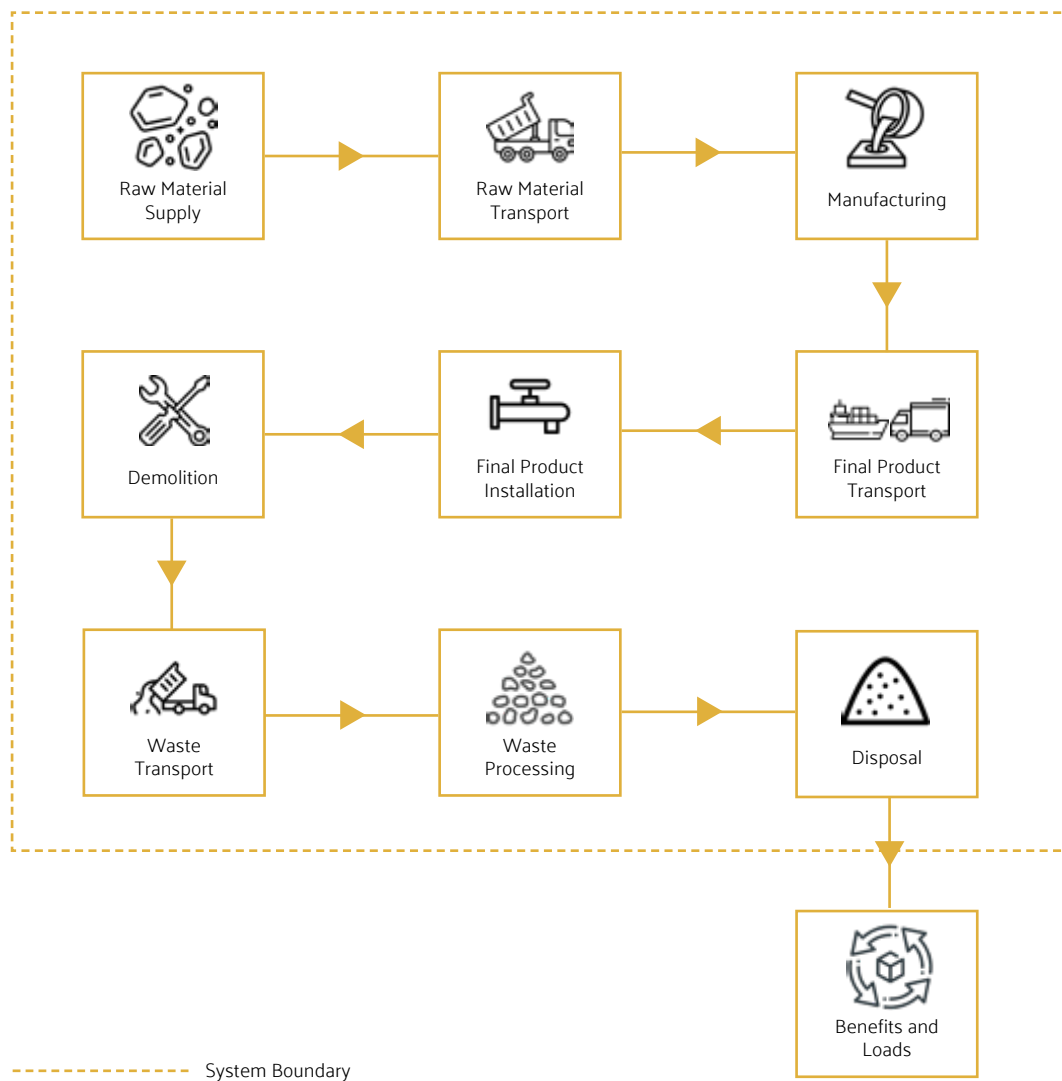 Raw Material
Supply
Raw Material
Transport
Manufacturing
Demolition
Final Product
Installation
Final Product
Transport
Waste
Transport
Waste
Processing
Disposal
Benefits and
Loads
System Boundary